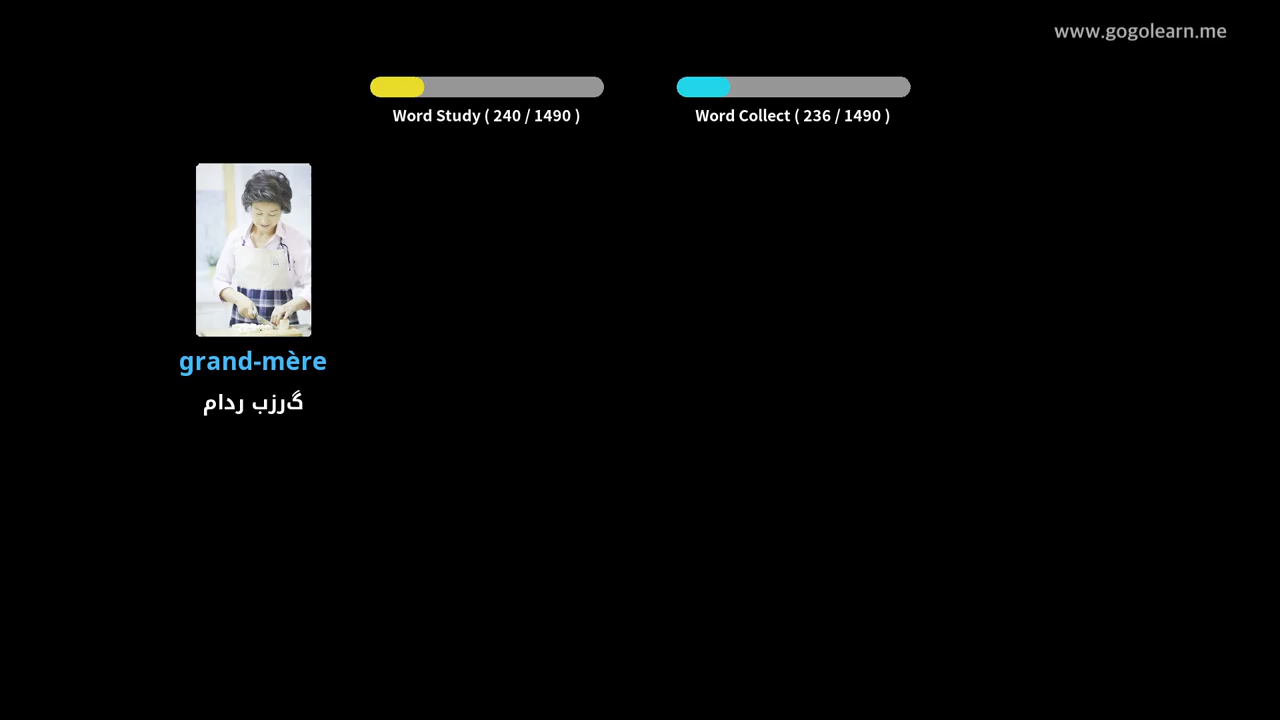 www.gogolearn.me
Word Study ( 240 / 1490 )
Word Collect ( 236 / 1490 )
grand-mère
گرزب ردام